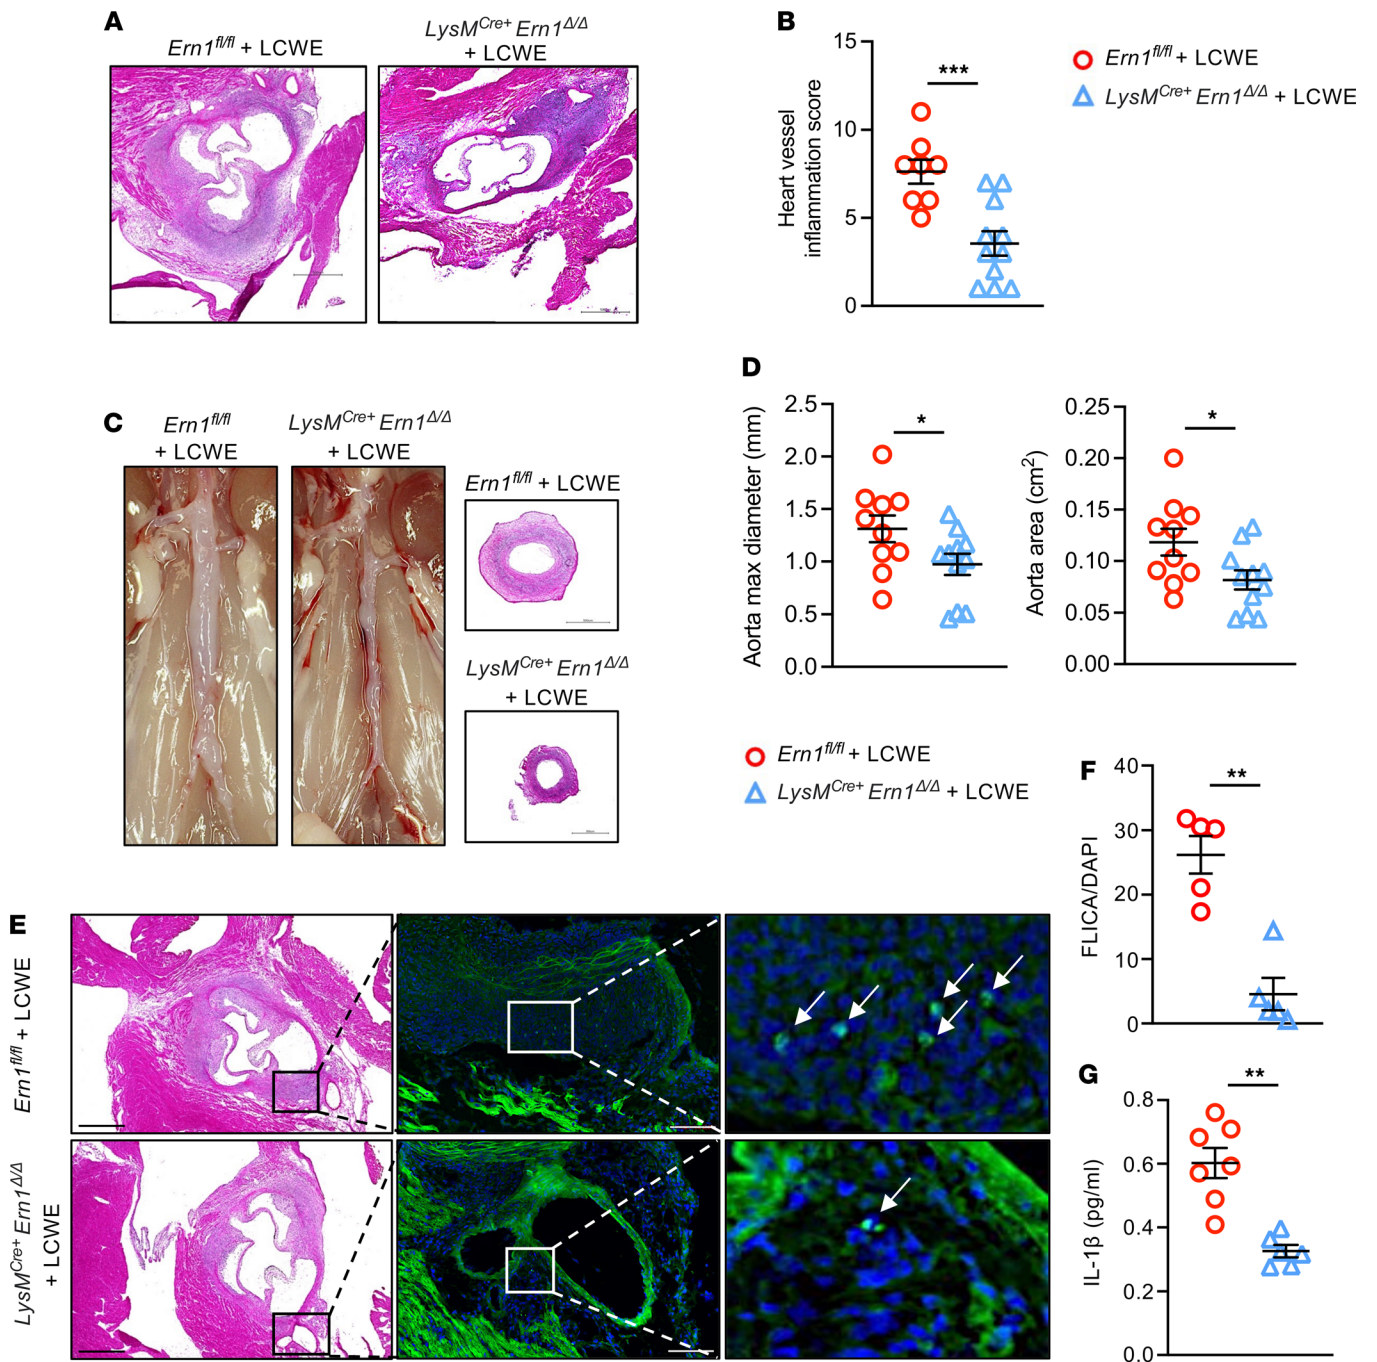 A
Ern1fl/fl + LCWE
LysMCre+ Ern1Δ/Δ
+ LCWE
B
15
10
5
0
Heart vessel
inflammation score
***
Ern1fl/fl + LCWE
LysMCre+ Ern1Δ/Δ + LCWE
C
Ern1fl/fl
+ LCWE
LysMCre+ Ern1Δ/Δ
+ LCWE
Ern1fl/fl + LCWE
LysMCre+ Ern1Δ/Δ
+ LCWE
D
Aorta max diameter (mm)
2.5
2.0
1.5
1.0
0.5
0.0
*
Aorta area (cm2)
0.25
0.20
0.15
0.10
0.05
0.00
*
Ern1fl/fl + LCWE
LysMCre+ Ern1Δ/Δ + LCWE
E
Ern1fl/fl + LCWE
LysMCre+ Ern1Δ/Δ
+ LCWE
F
FLICA/DAPI
40
30
20
10
0
**
G
IL-1β (pg/ml)
0.8
0.6
0.4
0.2
0.0
**